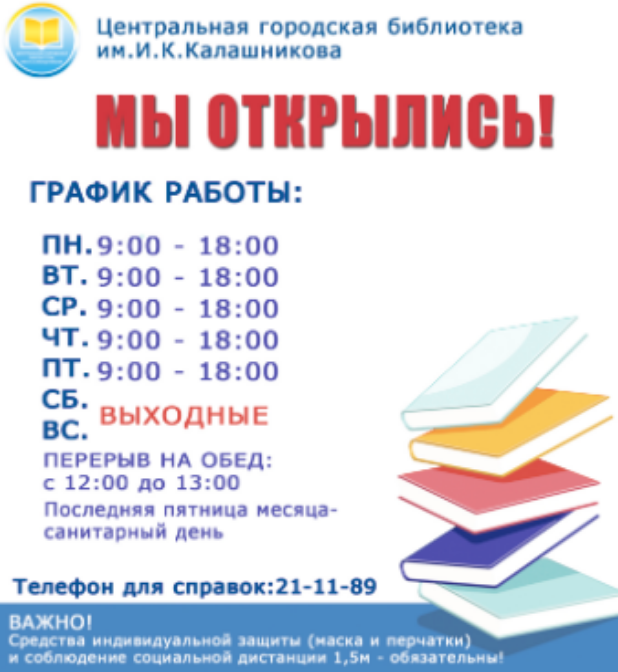 Центральная городская библиотека
им.И.К.Калашникова
МЫ ОТКРЫЛИСЬ!
ГРАФИК РАБОТЫ:
ПН. 9:00 - 18:00
ВТ. 9:00 - 18:00
СР. 9:00 - 18:00
ЧТ. 9:00 - 18:00
ПТ. 9:00 - 18:00
СБ.
ВЫХОДНЫЕ
ВС.
ПЕРЕРЫВ НА ОБЕД:
с 12:00 до 13:00
Последняя пятница месяца-
санитарный день
Телефон для справок:21-11-89
ВАЖНО!
Средства индивидуальной защиты (маска и перчатки)
и соблюдение социальной дистанции 1,5м - обязательны!